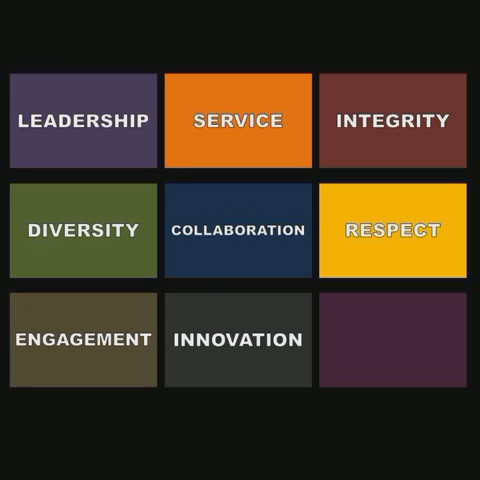 LEADERSHIP
SERVICE
INTEGRITY
DIVERSITY
COLLABORATION
RESPECT
ENGAGEMENT
INNOVATION